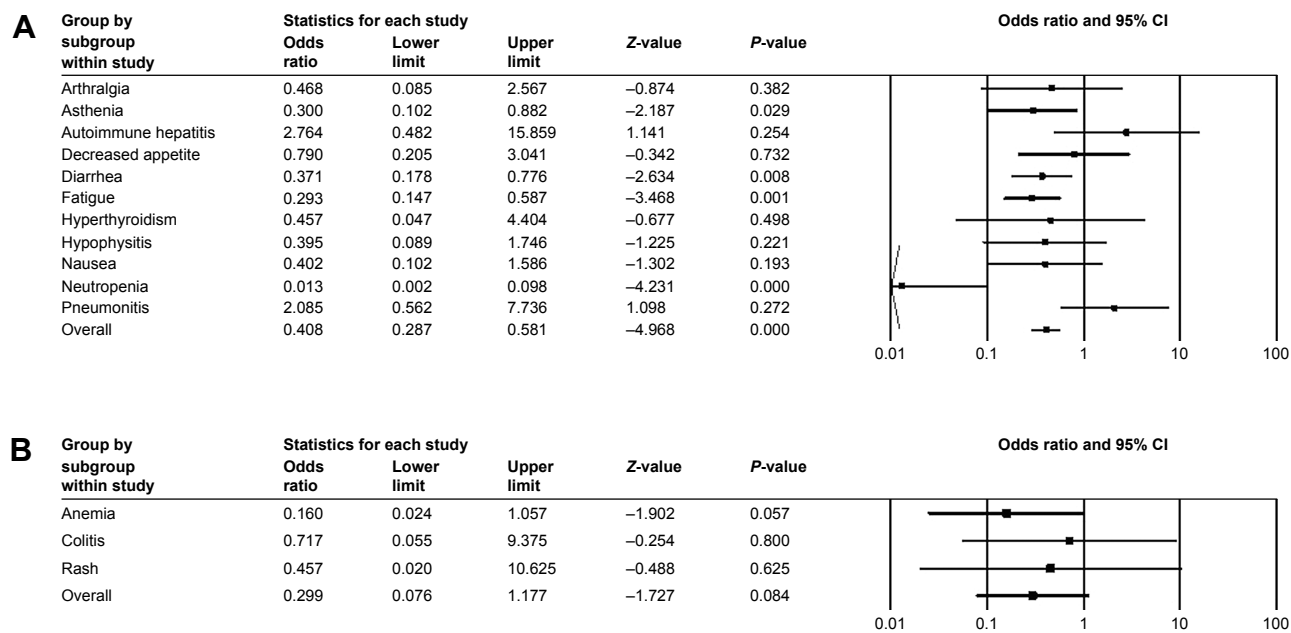 A
Group by subgroup within study Statistics for each study Odds ratio and 95% CI
Odds ratio Lower limit Upper limit Z-value P-value
Arthralgia 0.468 0.085 2.567 –0.874 0.382
Asthenia 0.300 0.102 0.882 –2.187 0.029
Autoimmune hepatitis 2.764 0.482 15.859 1.141 0.254
Decreased appetite 0.790 0.205 3.041 –0.342 0.732
Diarrhea 0.371 0.178 0.776 –2.634 0.008
Fatigue 0.293 0.147 0.587 –3.468 0.001
Hyperthyroidism 0.457 0.047 4.404 –0.677 0.498
Hypophysitis 0.395 0.089 1.746 –1.225 0.221
Nausea 0.402 0.102 1.586 –1.302 0.193
Neutropenia 0.013 0.002 0.098 –4.231 0.000
Pneumonitis 2.085 0.562 7.736 1.098 0.272
Overall 0.408 0.287 0.581 –4.968 0.000
0.01 0.1 1 10 100
B
Group by subgroup within study Statistics for each study Odds ratio and 95% CI
Odds ratio Lower limit Upper limit Z-value P-value
Anemia 0.160 0.024 1.057 –1.902 0.057
Colitis 0.717 0.055 9.375 –0.254 0.800
Rash 0.457 0.020 10.625 –0.488 0.625
Overall 0.299 0.076 1.177 –1.727 0.084
0.01 0.1 1 10 100